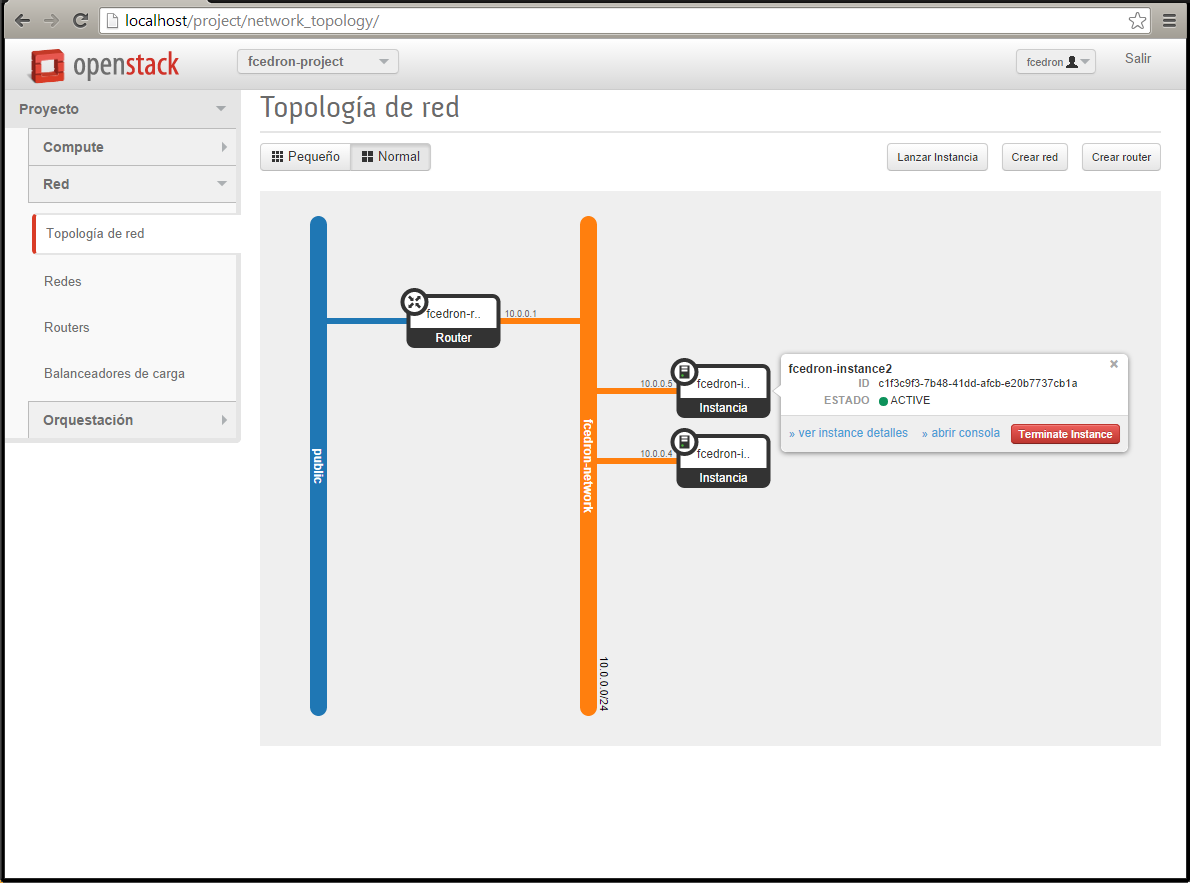 localhost/project/network_topology/
openstack
fcedron-project
fcedron
Salir
Proyecto
Compute
Red
Topología de red
Redes
Routers
Balanceadores de carga
Orquestación
Topología de red
Pequeño
Normal
Lanzar Instancia
Crear red
Crear router
public
fcedron-r..
Router
10.0.0.1
fcedron-network
10.0.0.0/24
10.0.0.5
fcedron-i..
Instancia
10.0.0.4
fcedron-i..
Instancia
fcedron-instance2
×
ID c1f3c9f3-7b48-41dd-afcb-e20b7737cb1a
ESTADO ACTIVE
» ver instance detalles » abrir consola Terminate Instance